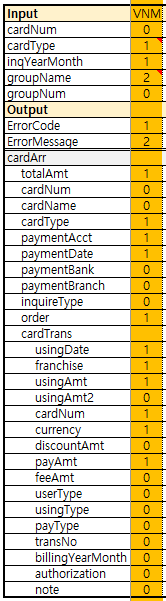 Input VNM
cardNum 0
cardType 1
inqYearMonth 1
groupName 2
groupNum 0
Output
ErrorCode 1
ErrorMessage 2
cardArr
totalAmt 1
cardNum 0
cardName 0
cardType 1
paymentAcct 1
paymentDate 1
paymentBank 0
paymentBranch 0
inquireType 0
order 1
cardTrans
usingDate 1
franchise 1
usingAmt 1
usingAmt2 0
cardNum 1
currency 1
discountAmt 0
payAmt 1
feeAmt 0
userType 0
usingType 0
payType 0
transNo 0
billingYearMonth 0
authorization 0
note 0